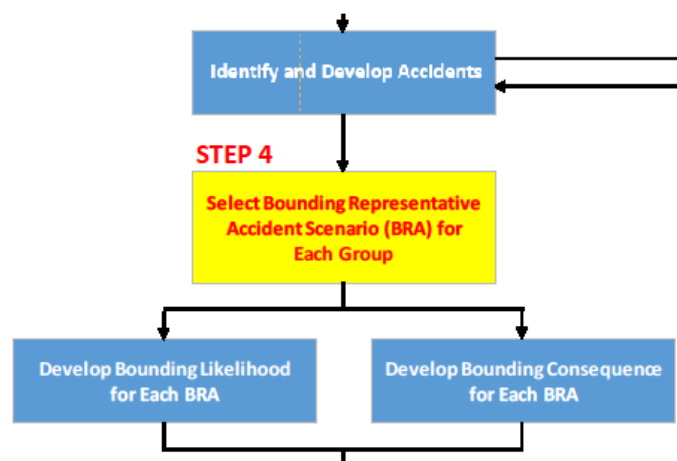 Identify and Develop Accidents
STEP 4
Select Bounding Representative
Accident Scenario (BRA) for
Each Group
Develop Bounding Likelihood
for Each BRA
Develop Bounding Consequence
for Each BRA